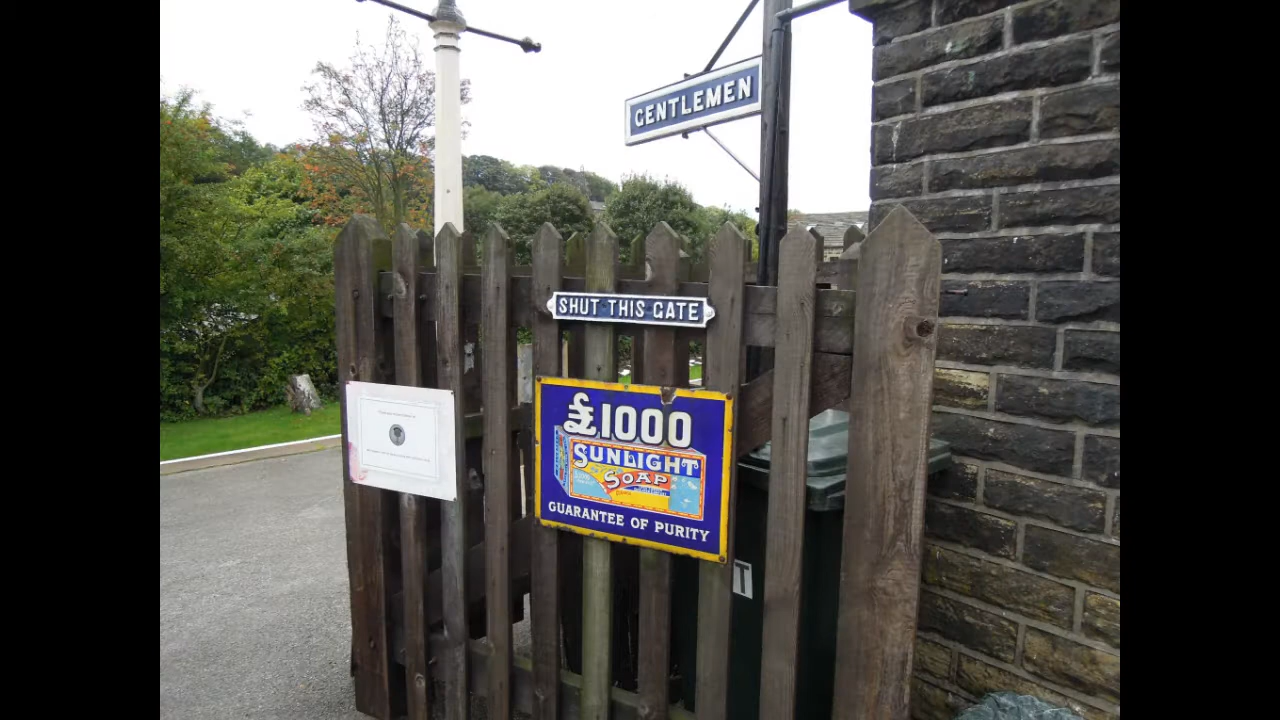 GENTLEMEN
SHUT THIS GATE
£1000
SUNLIGHT
SOAP
GUARANTEE OF PURITY
T